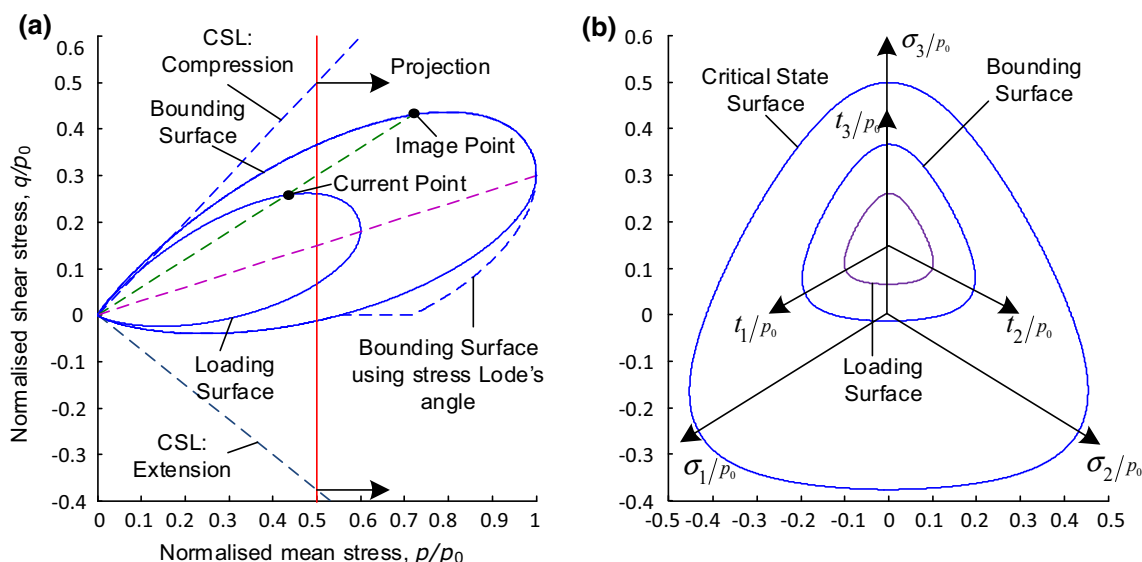 (a)
0.6
0.5
0.4
0.3
0.2
0.1
0
-0.1
-0.2
-0.3
-0.4
Normalised shear stress, q/p0
CSL:
Compression
Bounding
Surface
Projection
Image Point
Current Point
Loading
Surface
Bounding Surface
using stress Lode's
angle
CSL:
Extension
0 0.1 0.2 0.3 0.4 0.5 0.6 0.7 0.8 0.9 1
Normalised mean stress, p/p0
(b)
0.6
0.5
0.4
0.3
0.2
0.1
0
-0.1
-0.2
-0.3
-0.4
σ3/p0
Critical State
Surface
Bounding
Surface
t3/p0
t1/p0
t2/p0
Loading
Surface
σ1/p0
σ2/p0
-0.5 -0.4 -0.3 -0.2 -0.1 0 0.1 0.2 0.3 0.4 0.5